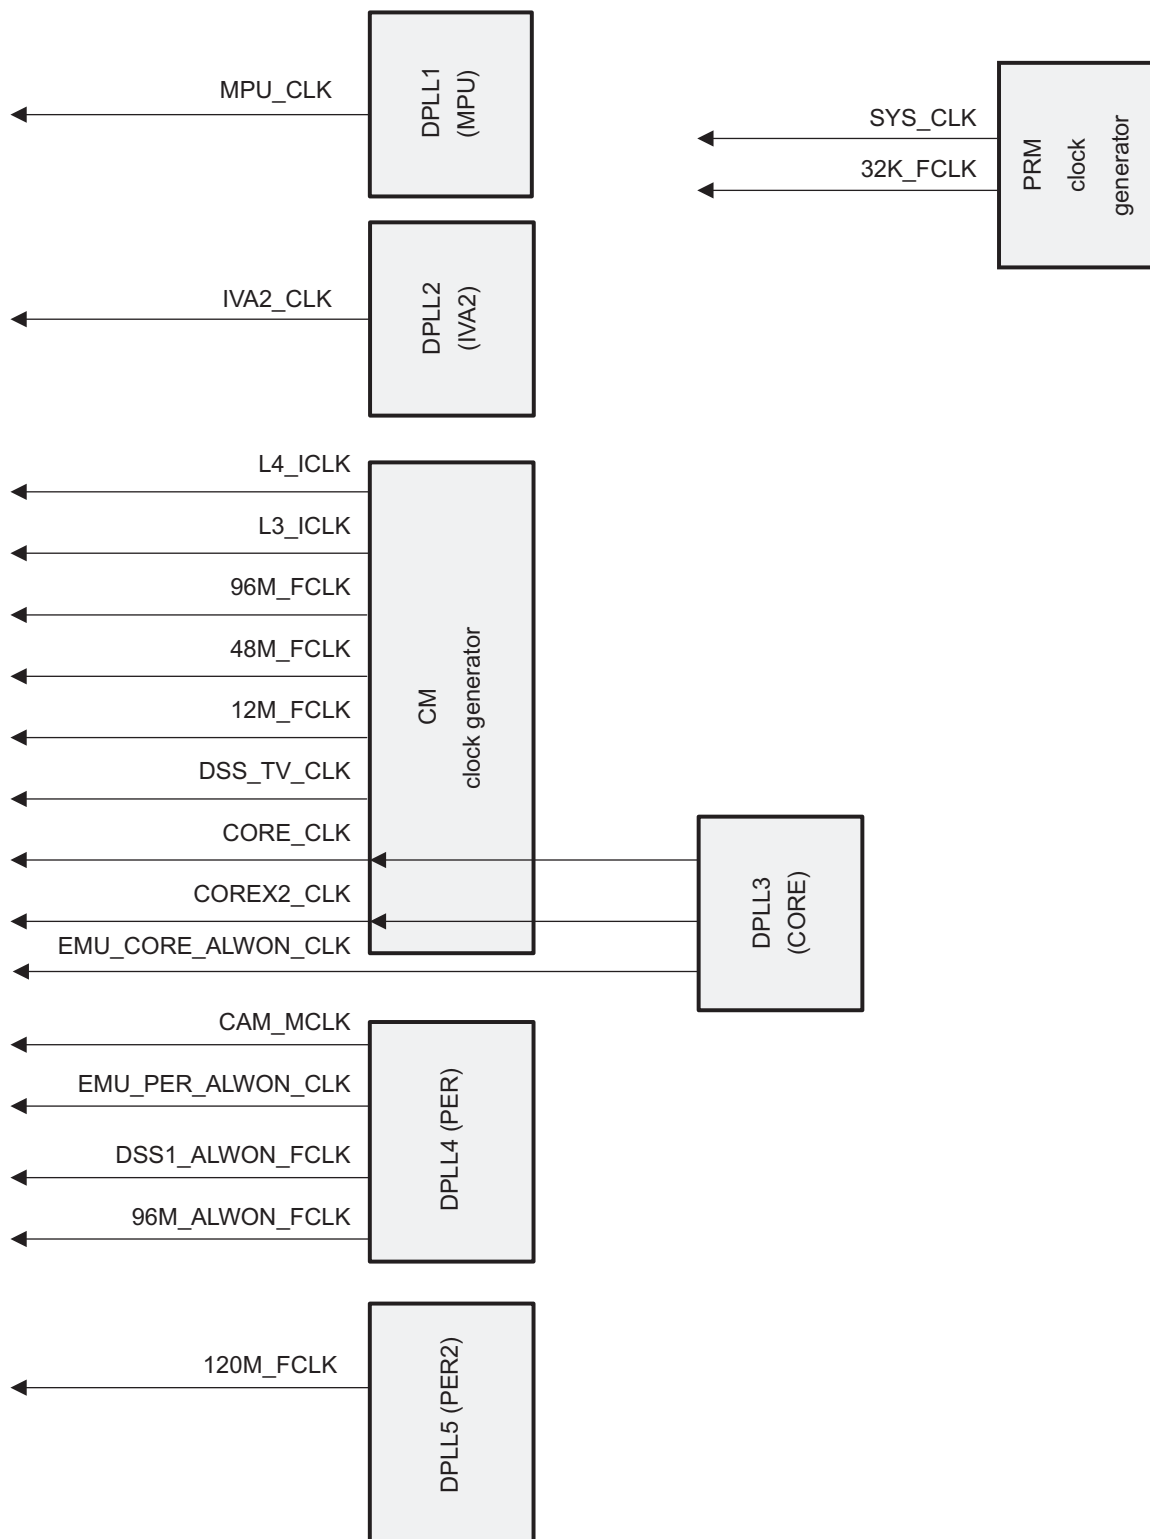 MPU_CLK
DPLL1
(MPU)
SYS_CLK
32K_FCLK
PRM
clock
generator
IVA2_CLK
DPLL2
(IVA2)
L4_ICLK
L3_ICLK
96M_FCLK
48M_FCLK
12M_FCLK
DSS_TV_CLK
CORE_CLK
COREX2_CLK
EMU_CORE_ALWON_CLK
CM
clock generator
DPLL3
(CORE)
CAM_MCLK
EMU_PER_ALWON_CLK
DSS1_ALWON_FCLK
96M_ALWON_FCLK
DPLL4 (PER)
120M_FCLK
DPLL5 (PER2)